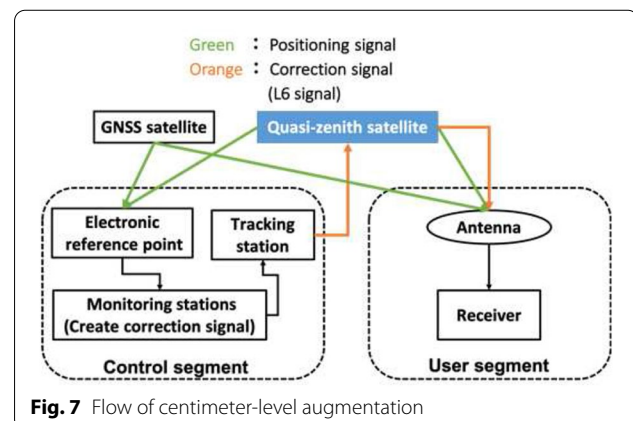 Green : Positioning signal
Orange : Correction signal
(L6 signal)
GNSS satellite
Quasi-zenith satellite
Electronic
reference point
Tracking
station
Antenna
Monitoring stations
(Create correction signal)
Receiver
Control segment
User segment
Fig. 7 Flow of centimeter-level augmentation